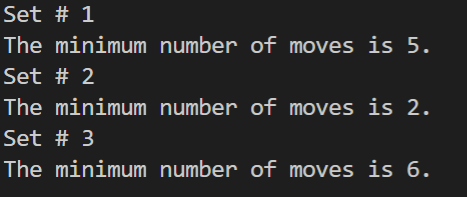 Set # 1
The minimum number of moves is 5.
Set # 2
The minimum number of moves is 2.
Set # 3
The minimum number of moves is 6.